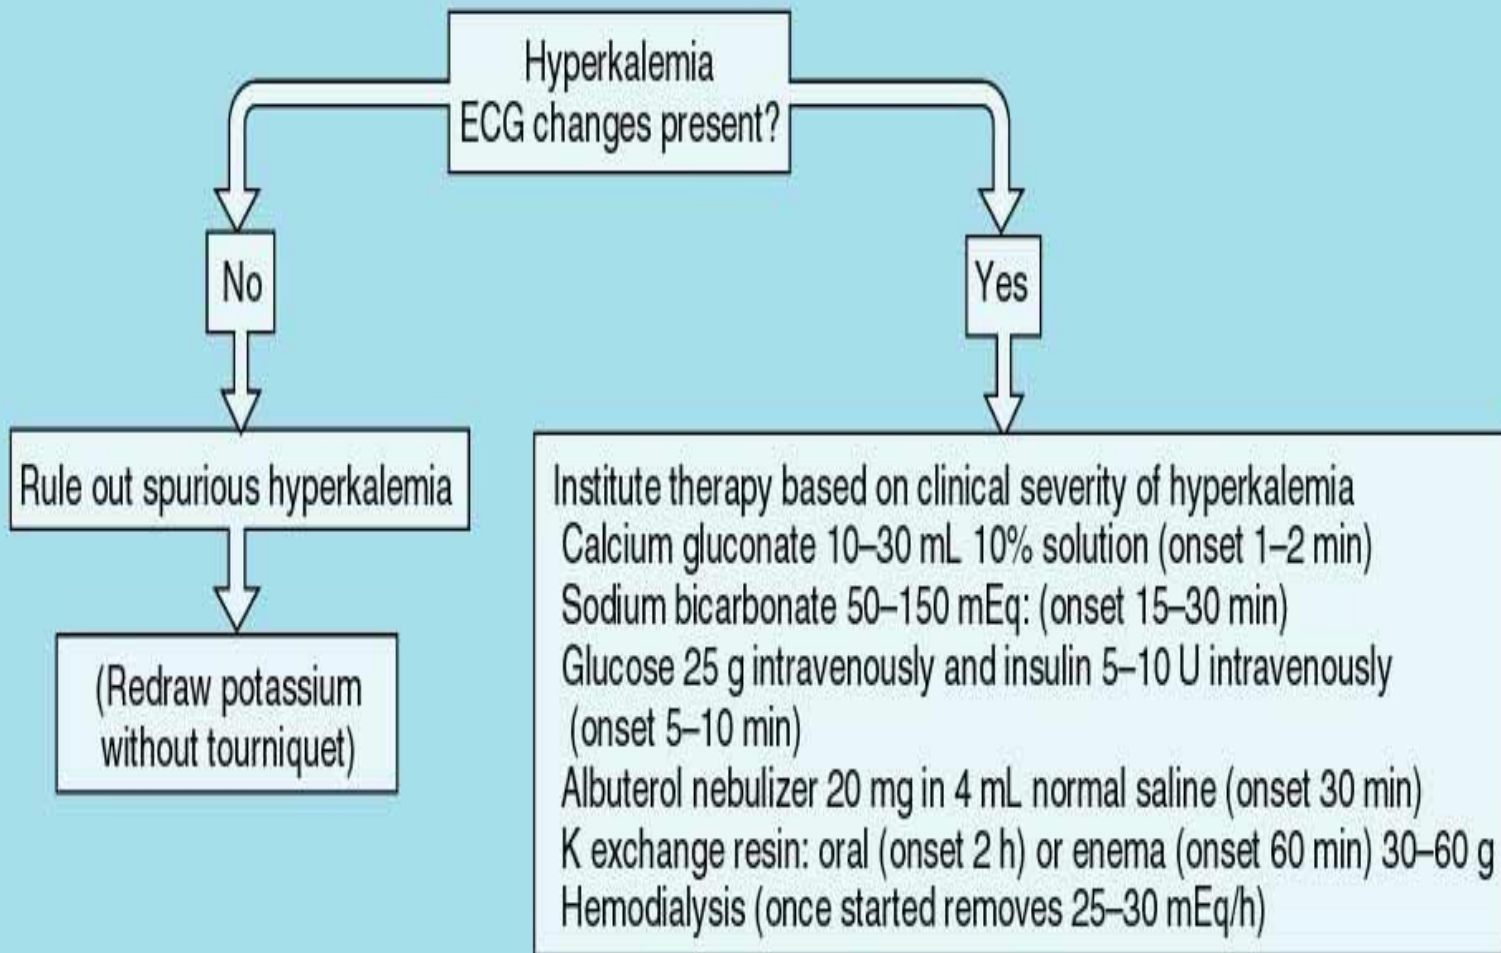 Hyperkalemia
ECG changes present?
No
Yes
Rule out spurious hyperkalemia
(Redraw potassium
without tourniquet)
Institute therapy based on clinical severity of hyperkalemia
Calcium gluconate 10–30 mL 10% solution (onset 1–2 min)
Sodium bicarbonate 50–150 mEq: (onset 15–30 min)
Glucose 25 g intravenously and insulin 5–10 U intravenously
(onset 5–10 min)
Albuterol nebulizer 20 mg in 4 mL normal saline (onset 30 min)
K exchange resin: oral (onset 2 h) or enema (onset 60 min) 30–60 g
Hemodialysis (once started removes 25–30 mEq/h)